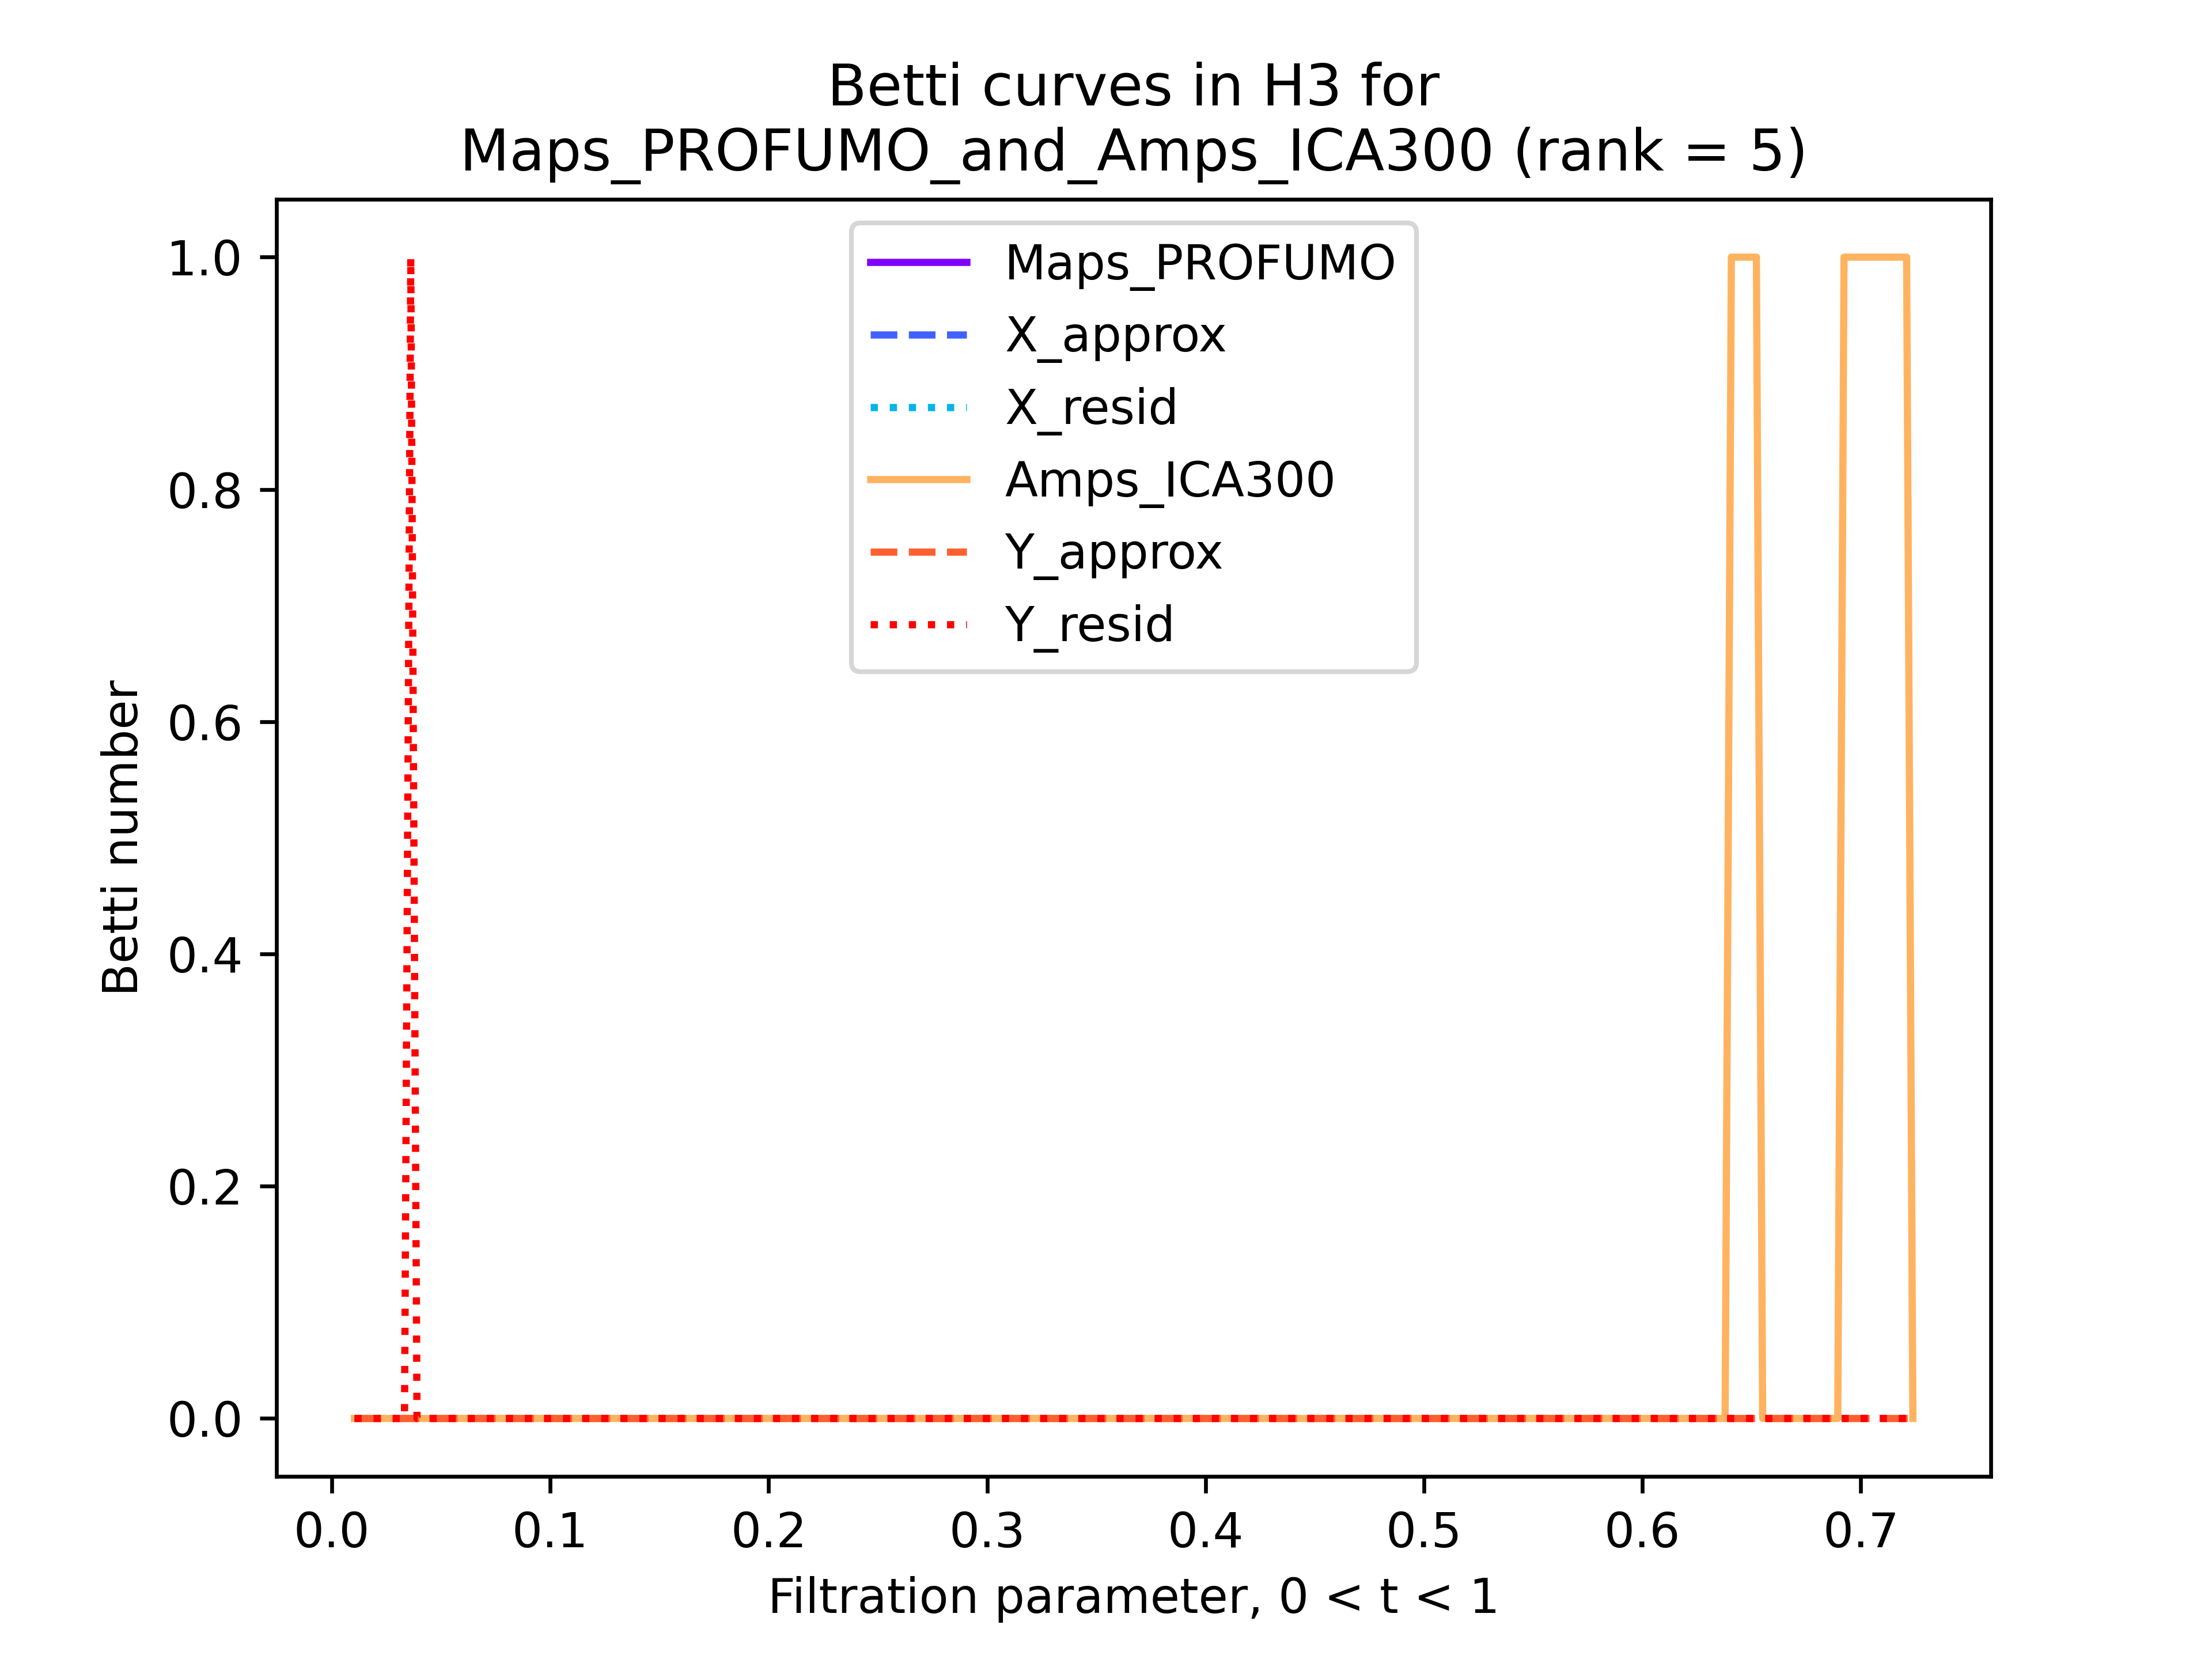 Betti curves in H3 for
Maps_PROFUMO_and_Amps_ICA300 (rank = 5)
Maps_PROFUMO
X_approx
X_resid
Amps_ICA300
Y_approx
Y_resid
Betti number
1.0
0.8
0.6
0.4
0.2
0.0
0.0 0.1 0.2 0.3 0.4 0.5 0.6 0.7
Filtration parameter, 0 < t < 1